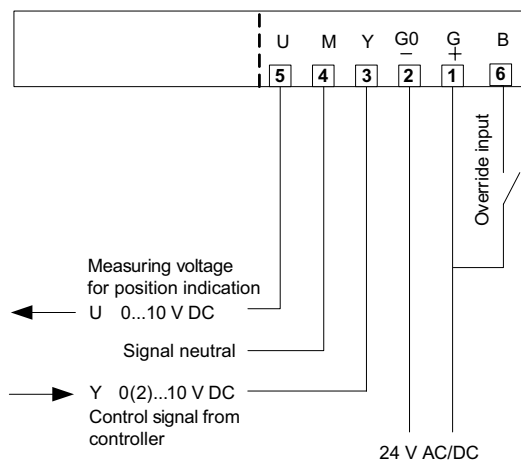 U M Y G0 G B
− +
5 4 3 2 1 6
Override input
Measuring voltage
for position indication
U 0...10 V DC
Signal neutral
Y 0(2)...10 V DC
Control signal from
controller
24 V AC/DC